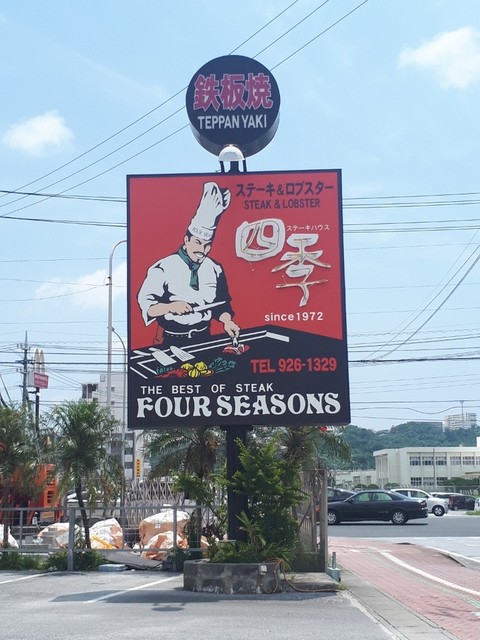 鉄板焼
TEPPAN YAKI
ステーキ&ロブスター
STEAK & LOBSTER
ステーキハウス
四季
since1972
TEL 926-1329
THE BEST OF STEAK
FOUR SEASONS